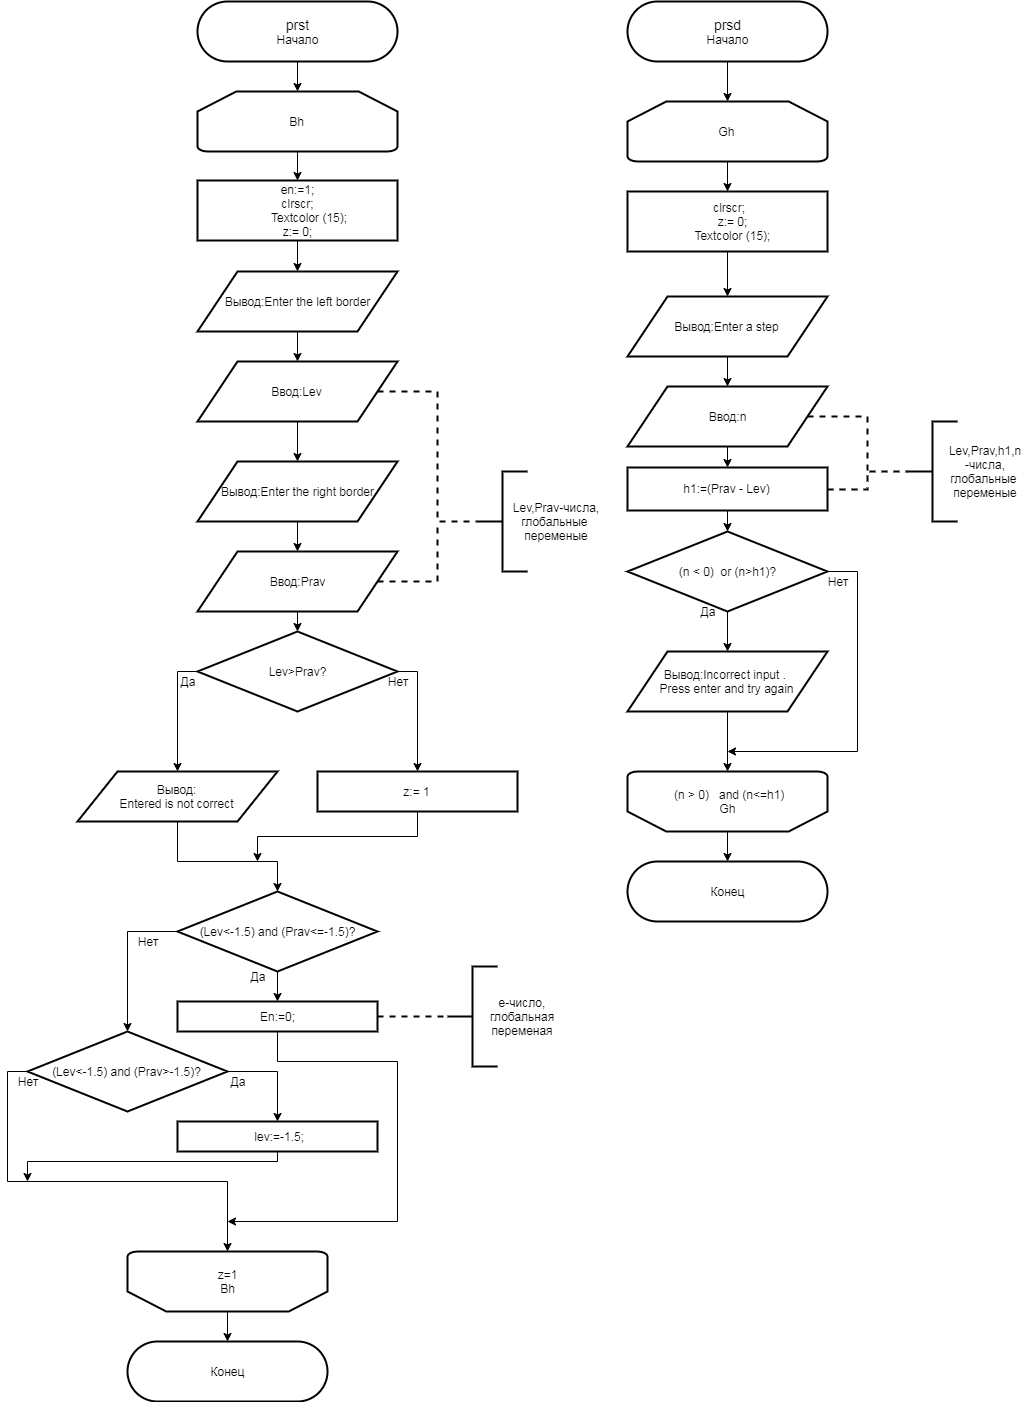 prst
Начало
Bh
en:=1;
clrscr;
Textcolor (15);
z:= 0;
Вывод:Enter the left border
Ввод:Lev
Вывод:Enter the right border
Ввод:Prav
Lev,Prav-числа,
глобальные
переменые
Lev>Prav?
Да
Нет
Вывод:
Entered is not correct
z:= 1
(Lev<-1.5) and (Prav<=-1.5)?
Нет
Да
En:=0;
e-число,
глобальная
переменая
(Lev<-1.5) and (Prav>-1.5)?
Нет
Да
lev:=-1.5;
z=1
Bh
Конец
prsd
Начало
Gh
clrscr;
z:= 0;
Textcolor (15);
Вывод:Enter a step
Ввод:n
h1:=(Prav - Lev)
Lev,Prav,h1,n
-числа,
глобальные
переменые
(n < 0) or (n>h1)?
Нет
Да
Вывод:Incorrect input .
Press enter and try again
(n > 0) and (n<=h1)
Gh
Конец